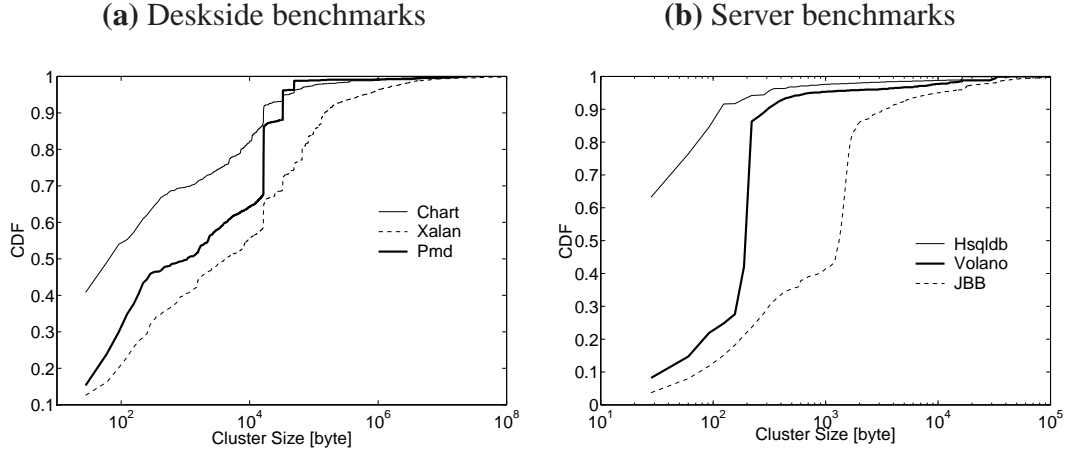 (a) Deskside benchmarks
1
0.9
0.8
0.7
0.6
0.5
0.4
0.3
0.2
0.1
CDF
Chart
Xalan
Pmd
10^2
10^4
10^6
10^8
Cluster Size [byte]
(b) Server benchmarks
1
0.9
0.8
0.7
0.6
0.5
0.4
0.3
0.2
0.1
0
CDF
Hsqldb
Volano
JBB
10^1
10^2
10^3
10^4
10^5
Cluster Size [byte]